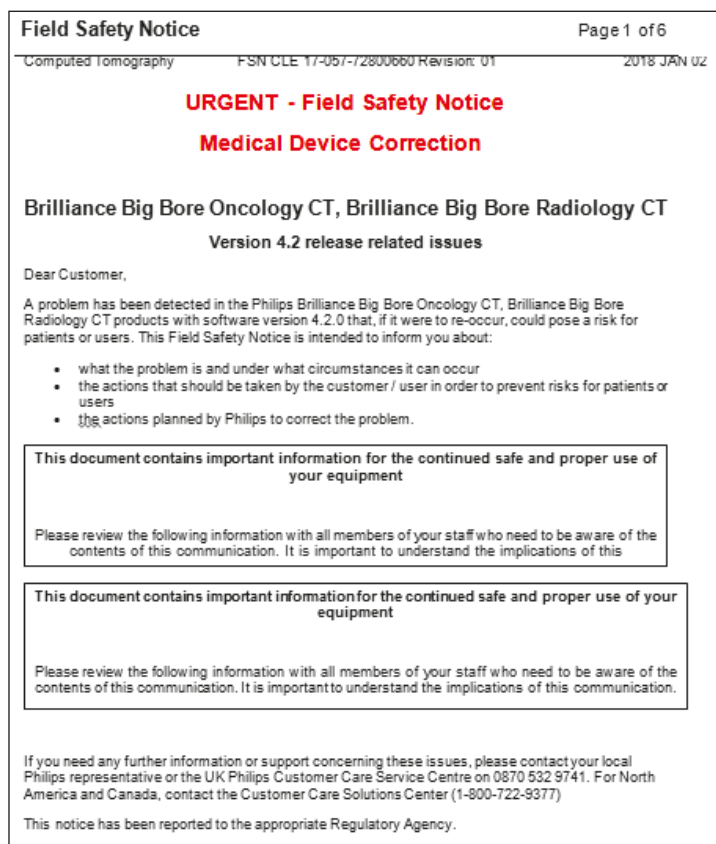 Field Safety Notice Page 1 of 6
Computed Tomography FSN CLE 17-057-72800660 Revision: 01 2018 JAN 02
URGENT - Field Safety Notice
Medical Device Correction
Brilliance Big Bore Oncology CT, Brilliance Big Bore Radiology CT
Version 4.2 release related issues
Dear Customer,
A problem has been detected in the Philips Brilliance Big Bore Oncology CT, Brilliance Big Bore
Radiology CT products with software version 4.2.0 that, if it were to re-occur, could pose a risk for
patients or users. This Field Safety Notice is intended to inform you about:
• what the problem is and under what circumstances it can occur
• the actions that should be taken by the customer / user in order to prevent risks for patients or
users
• the actions planned by Philips to correct the problem.
This document contains important information for the continued safe and proper use of
your equipment
Please review the following information with all members of your staff who need to be aware of the
contents of this communication. It is important to understand the implications of this
This document contains important information for the continued safe and proper use of your
equipment
Please review the following information with all members of your staff who need to be aware of the
contents of this communication. It is important to understand the implications of this communication.
If you need any further information or support concerning these issues, please contact your local
Philips representative or the UK Philips Customer Care Service Centre on 0870 532 9741. For North
America and Canada, contact the Customer Care Solutions Center (1-800-722-9377)
This notice has been reported to the appropriate Regulatory Agency.